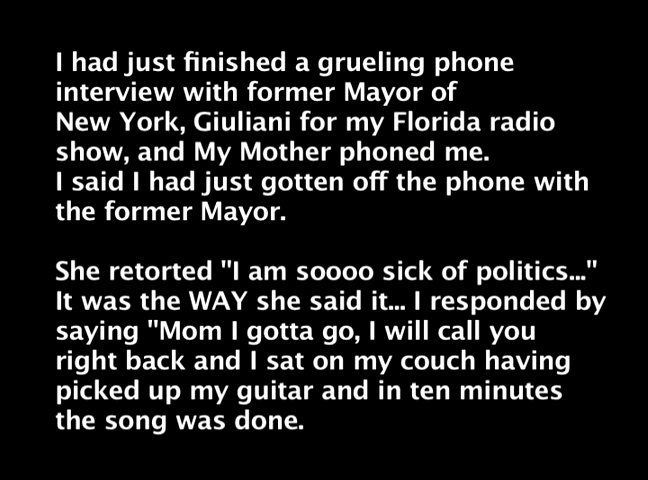 I had just finished a grueling phone
interview with former Mayor of
New York, Giuliani for my Florida radio
show, and My Mother phoned me.
I said I had just gotten off the phone with
the former Mayor.
She retorted "I am soooo sick of politics..."
It was the WAY she said it... I responded by
saying "Mom I gotta go, I will call you
right back and I sat on my couch having
picked up my guitar and in ten minutes
the song was done.